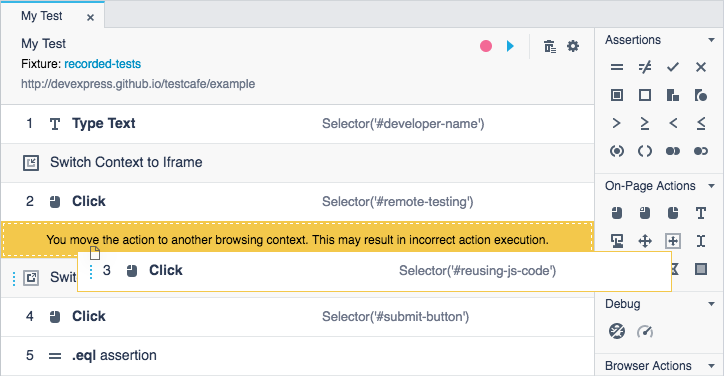 My Test ×
My Test
Fixture: recorded-tests
http://devexpress.github.io/testcafe/example
1 Type Text Selector('#developer-name')
Switch Context to Iframe
2 Click Selector('#remote-testing')
You move the action to another browsing context. This may result in incorrect action execution.
3 Click Selector('#reusing-js-code')
4 Click Selector('#submit-button')
5 .eql assertion
Assertions
On-Page Actions
Debug
Browser Actions